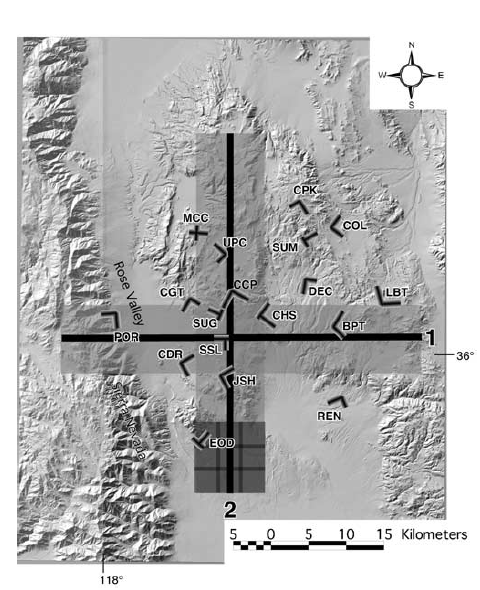 N
W
E
S
CPK
MCC
COL
UPC
SUM
Rose Valley
CCP
DEC
LBT
CGT
SUG
CHS
BPT
POR
1
SSL
CDR
36°
JSH
REN
EOD
2
5 0 5 10 15 Kilometers
118°